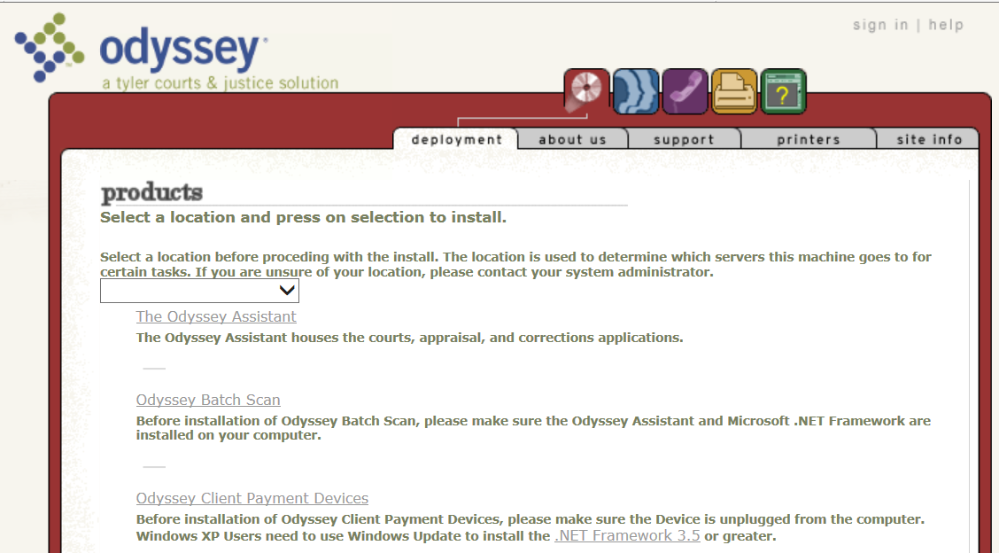 sign in | help
odyssey
a tyler courts & justice solution
?
deployment
about us
support
printers
site info
products
Select a location and press on selection to install.
Select a location before proceding with the install. The location is used to determine which servers this machine goes to for
certain tasks. If you are unsure of your location, please contact your system administrator.
The Odyssey Assistant
The Odyssey Assistant houses the courts, appraisal, and corrections applications.
Odyssey Batch Scan
Before installation of Odyssey Batch Scan, please make sure the Odyssey Assistant and Microsoft .NET Framework are
installed on your computer.
Odyssey Client Payment Devices
Before installation of Odyssey Client Payment Devices, please make sure the Device is unplugged from the computer.
Windows XP Users need to use Windows Update to install the .NET Framework 3.5 or greater.